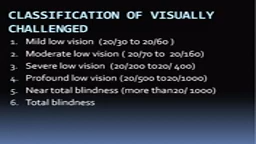 CLASSIFICATION OF VISUALLY
CHALLENGED
1. Mild low vision (20/30 to 20/60 )
2. Moderate low vision ( 20/70 to 20/160)
3. Severe low vision (20/200 to20/ 400)
4. Profound low vision (20/500 to20/1000)
5. Near total blindness (more than20/ 1000)
6. Total blindness